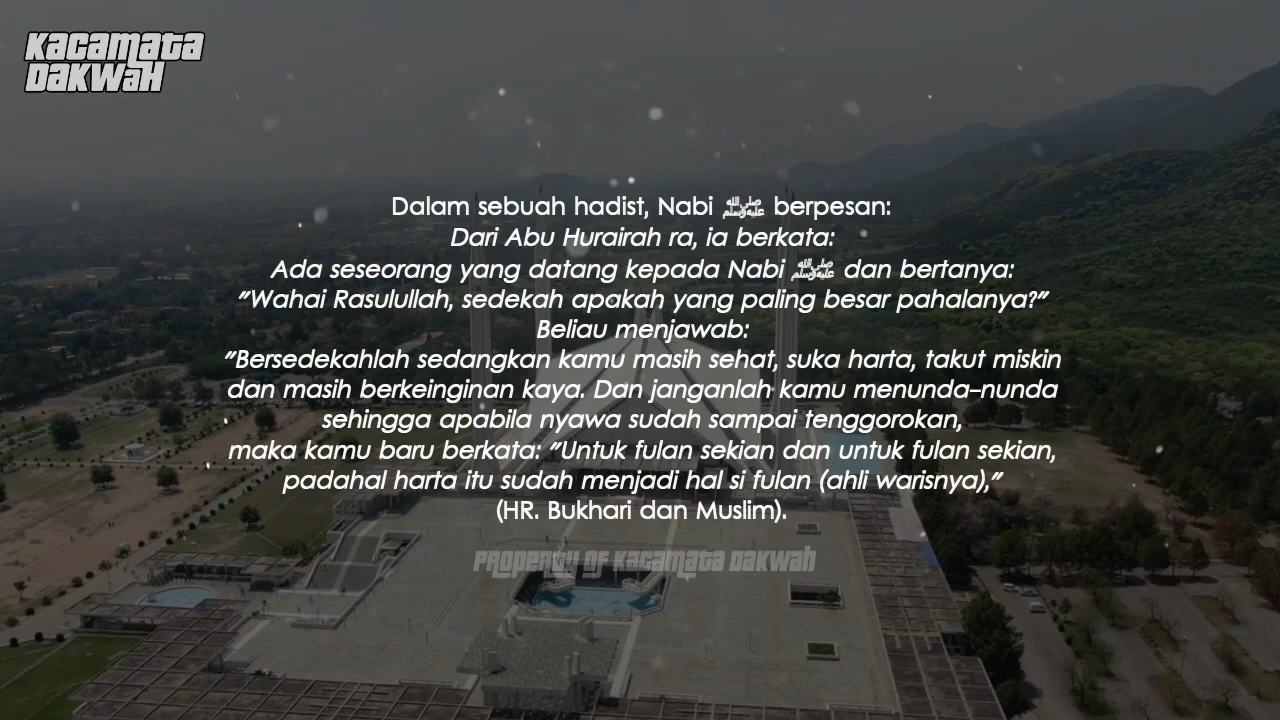 Kacamata
Dakwah
Dalam sebuah hadist, Nabi ﷺ berpesan:
Dari Abu Hurairah ra, ia berkata:
Ada seseorang yang datang kepada Nabi ﷺ dan bertanya:
"Wahai Rasulullah, sedekah apakah yang paling besar pahalanya?"
Beliau menjawab:
"Bersedekahlah sedangkan kamu masih sehat, suka harta, takut miskin
dan masih berkeinginan kaya. Dan janganlah kamu menunda-nunda
sehingga apabila nyawa sudah sampai tenggorokan,
maka kamu baru berkata: "Untuk fulan sekian dan untuk fulan sekian,
padahal harta itu sudah menjadi hal si fulan (ahli warisnya),"
(HR. Bukhari dan Muslim).
Property of Kacamata Dakwah